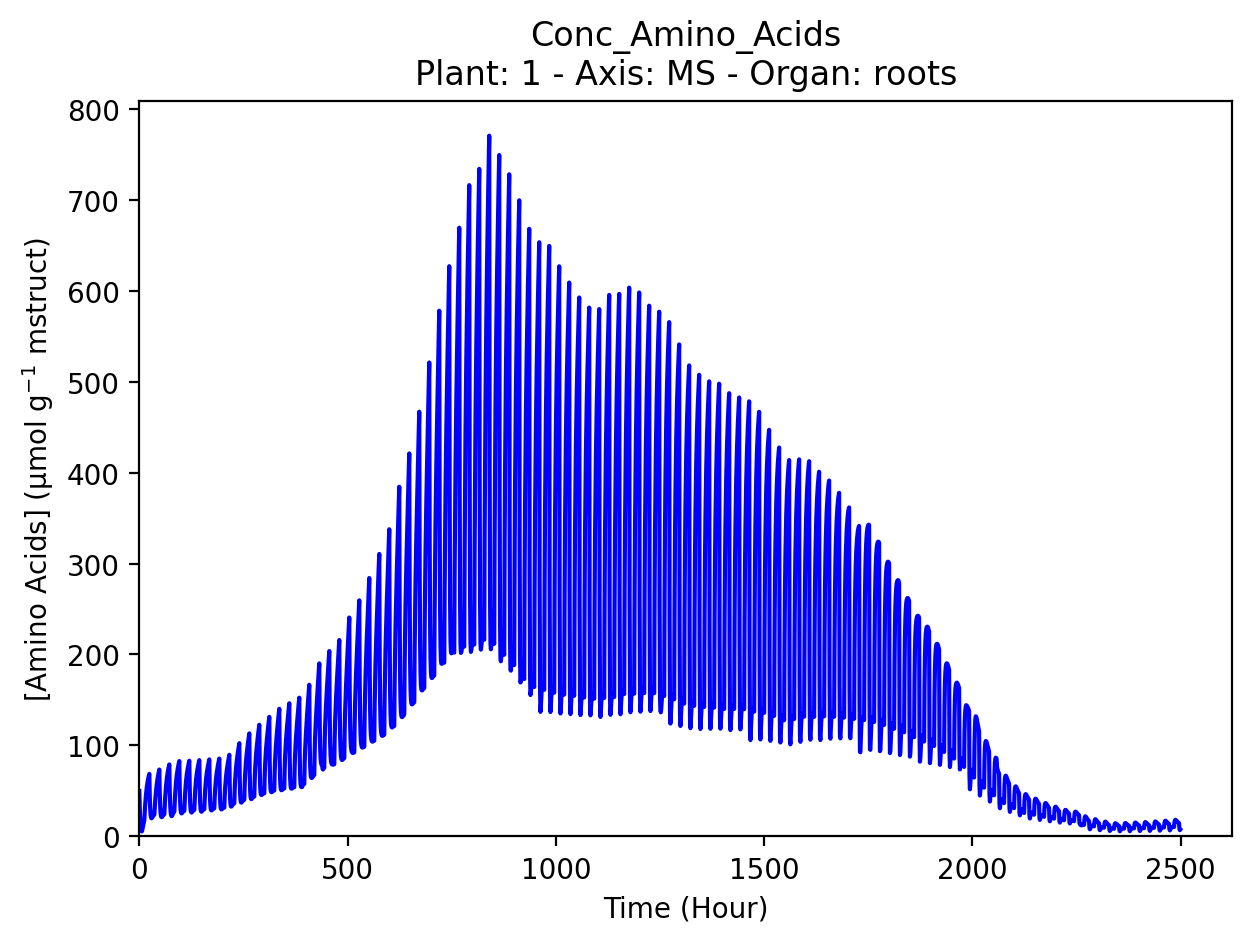 Conc_Amino_Acids
Plant: 1 - Axis: MS - Organ: roots
800
700
600
500
400
300
200
100
0
[Amino Acids] (µmol g⁻¹ mstruct)
0 500 1000 1500 2000 2500
Time (Hour)